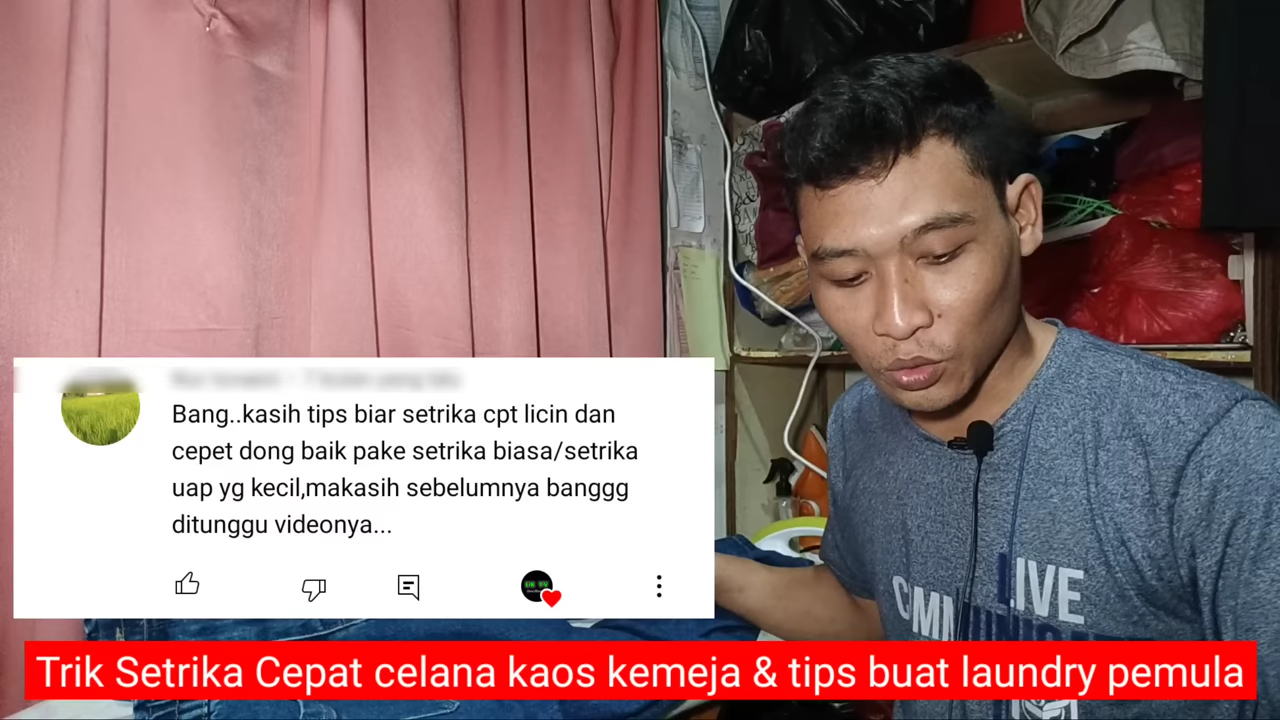 Bang..kasih tips biar setrika cpt licin dan
cepet dong baik pake setrika biasa/setrika
uap yg kecil,makasih sebelumnya banggg
ditunggu videonya...
LIVE
Trik Setrika Cepat celana kaos kemeja & tips buat laundry pemula